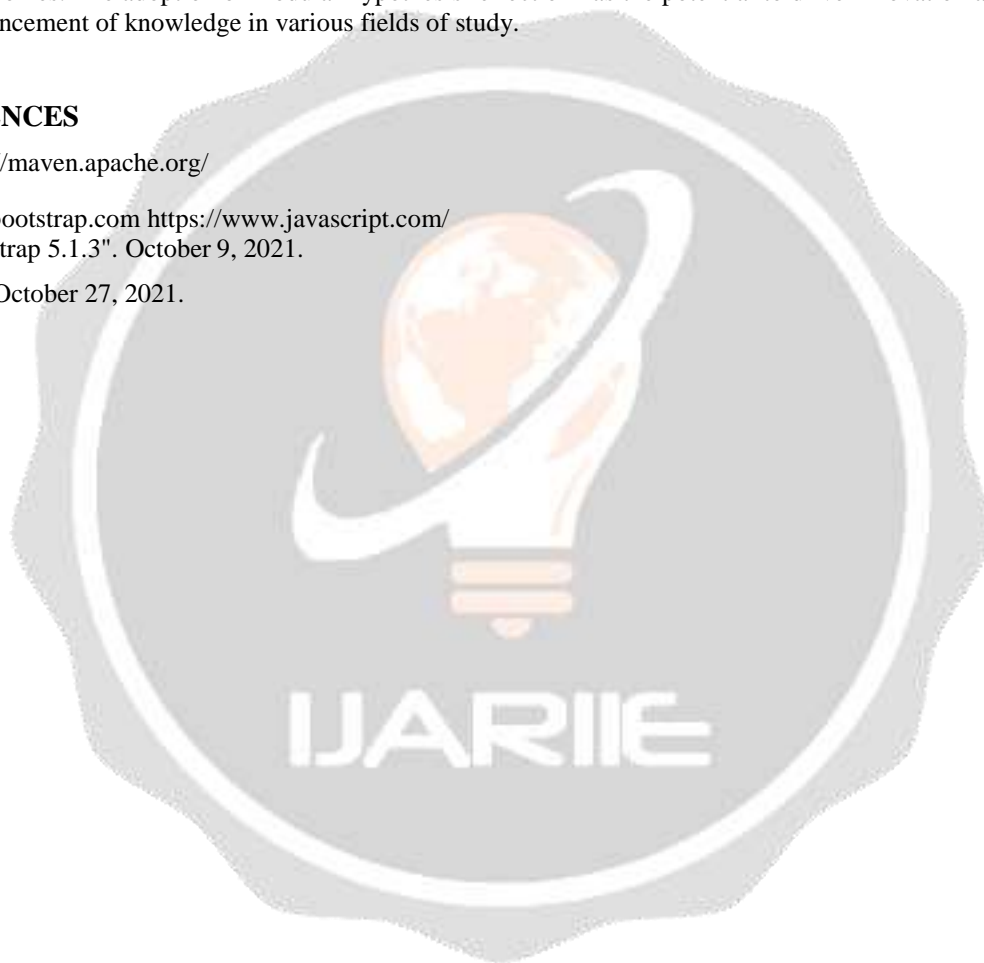 ncement of knowledge in various fields of study.
NCES
//maven.apache.org/
ootstrap.com https://www.javascript.com/
trap 5.1.3". October 9, 2021.
October 27, 2021.
IJARIIE